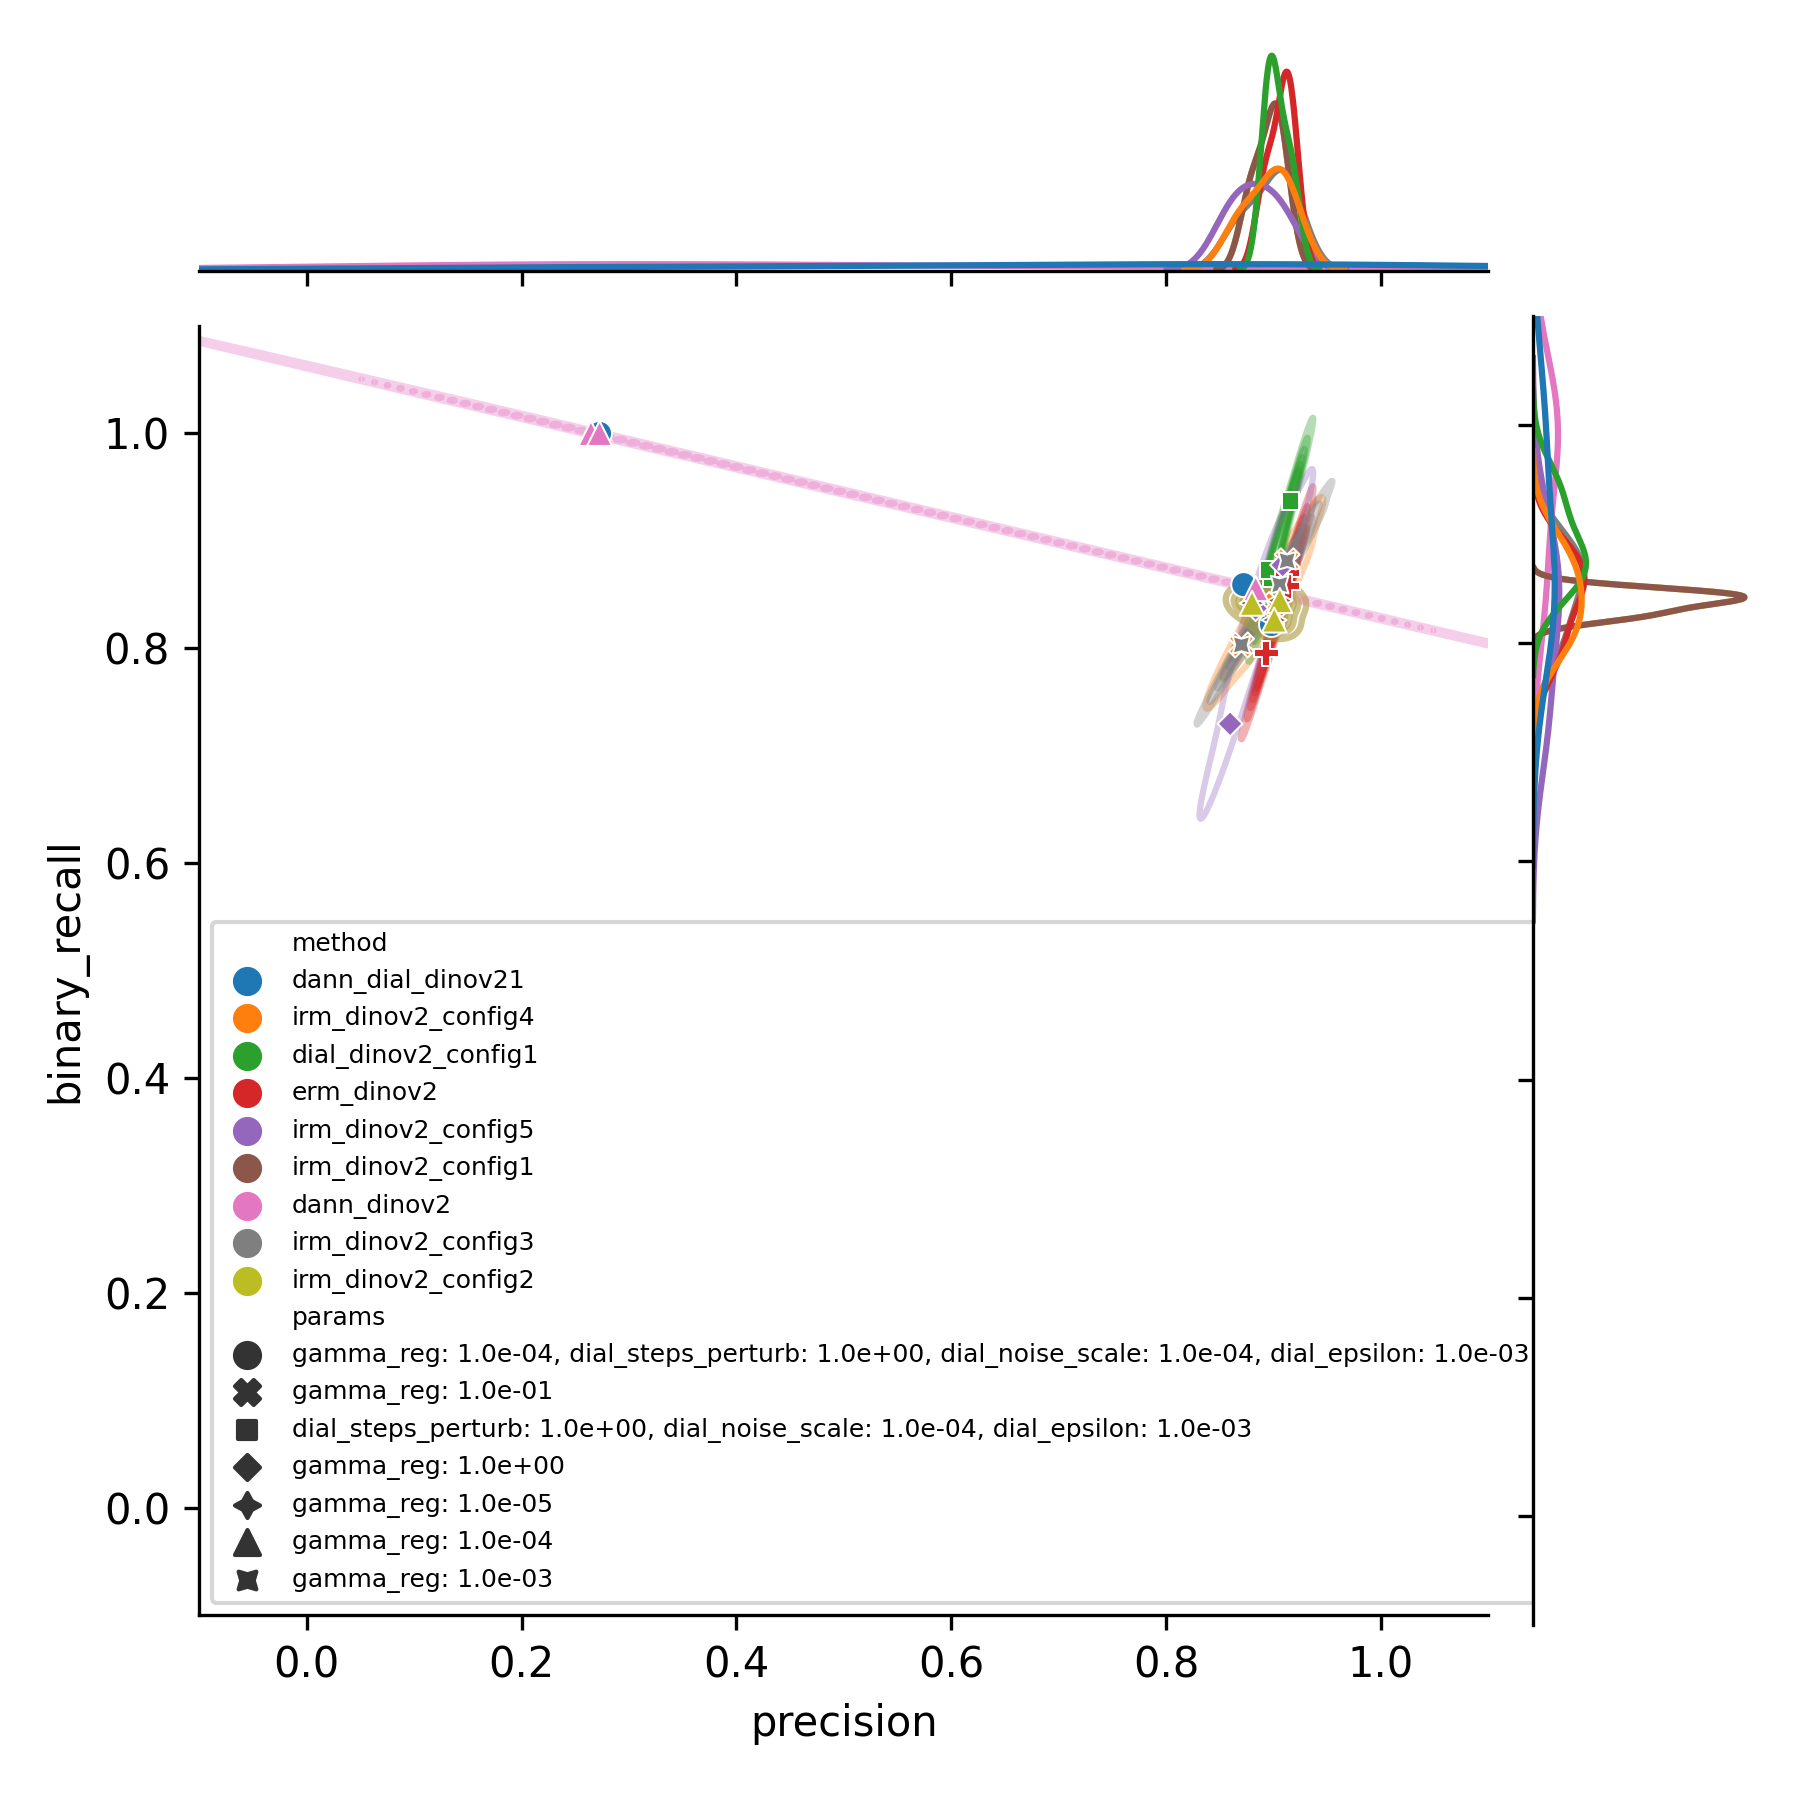 1.0
0.8
0.6
0.4
0.2
0.0
binary_recall
method
dann_dial_dinov21
irm_dinov2_config4
dial_dinov2_config1
erm_dinov2
irm_dinov2_config5
irm_dinov2_config1
dann_dinov2
irm_dinov2_config3
irm_dinov2_config2
params
gamma_reg: 1.0e-04, dial_steps_perturb: 1.0e+00, dial_noise_scale: 1.0e-04, dial_epsilon: 1.0e-03
gamma_reg: 1.0e-01
dial_steps_perturb: 1.0e+00, dial_noise_scale: 1.0e-04, dial_epsilon: 1.0e-03
gamma_reg: 1.0e+00
gamma_reg: 1.0e-05
gamma_reg: 1.0e-04
gamma_reg: 1.0e-03
0.0 0.2 0.4 0.6 0.8 1.0
precision